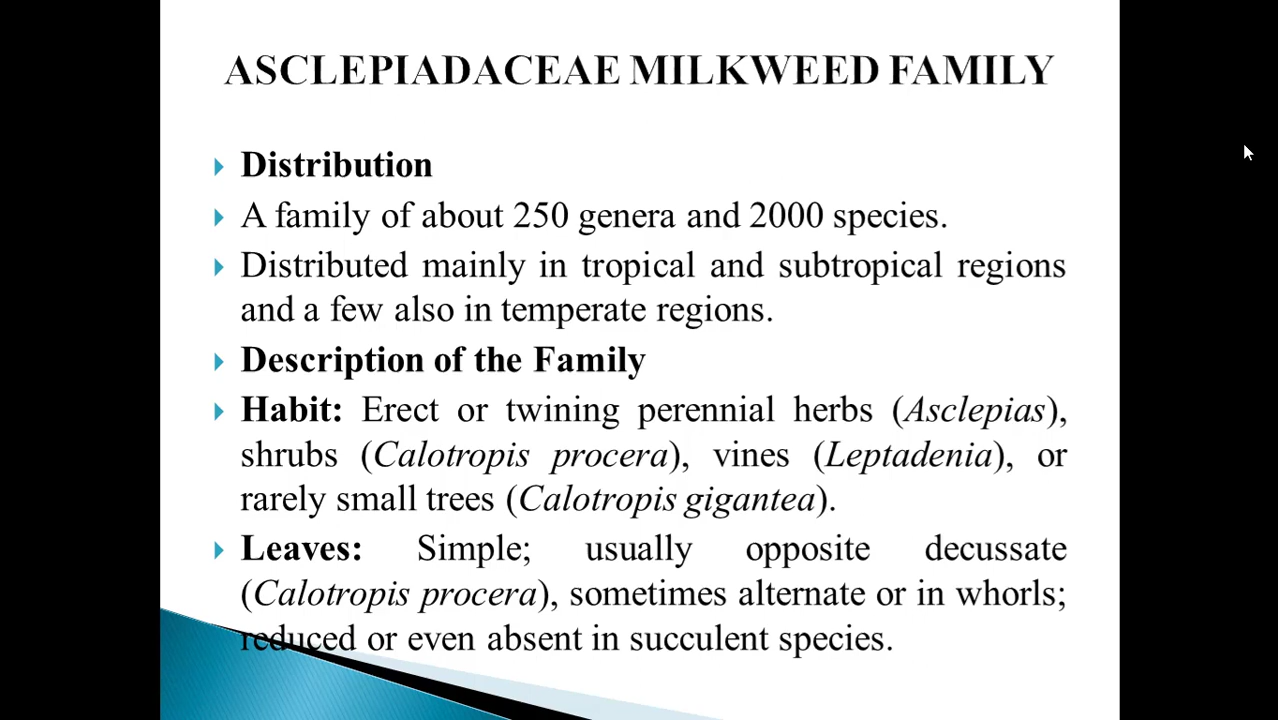 ASCLEPIADACEAE MILKWEED FAMILY
Distribution
A family of about 250 genera and 2000 species.
Distributed mainly in tropical and subtropical regions
and a few also in temperate regions.
Description of the Family
Habit: Erect or twining perennial herbs (Asclepias),
shrubs (Calotropis procera), vines (Leptadenia), or
rarely small trees (Calotropis gigantea).
Leaves: Simple; usually opposite decussate
(Calotropis procera), sometimes alternate or in whorls;
reduced or even absent in succulent species.